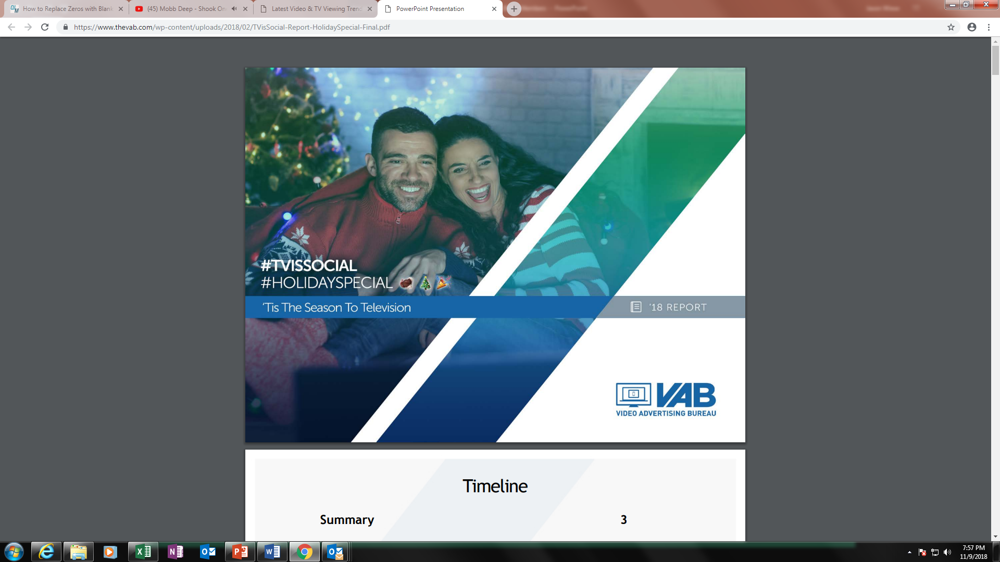 How to Replace Zeros with Blank
(45) Mobb Deep - Shook On
Latest Video & TV Viewing Trend
PowerPoint Presentation
https://www.thevab.com/wp-content/uploads/2018/02/TVisSocial-Report-HolidaySpecial-Final.pdf
#TVISSOCIAL
#HOLIDAYSPECIAL
'Tis The Season To Television
'18 REPORT
VAB
VIDEO ADVERTISING BUREAU
Timeline
Summary 3
7:57 PM
11/9/2018